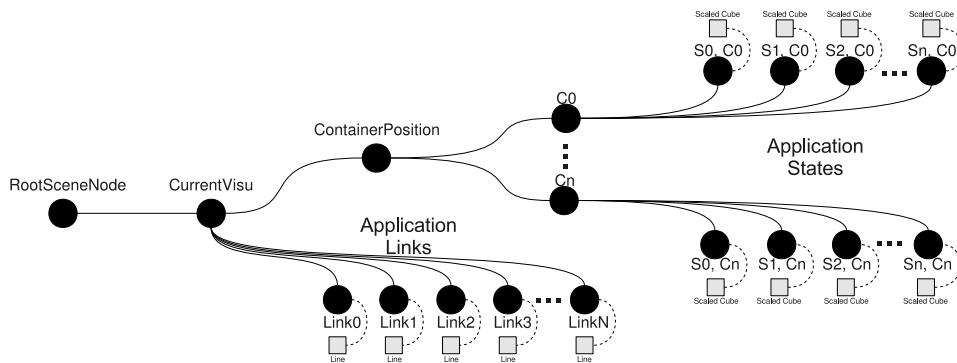 Scaled Cube Scaled Cube Scaled Cube Scaled Cube
S0, C0 S1, C0 S2, C0 Sn, C0
C0
ContainerPosition
Application
States
RootSceneNode CurrentVisu
Cn
Application
Links
S0, Cn S1, Cn S2, Cn Sn, Cn
Scaled Cube Scaled Cube Scaled Cube Scaled Cube
Link0 Link1 Link2 Link3 LinkN
Line Line Line Line Line